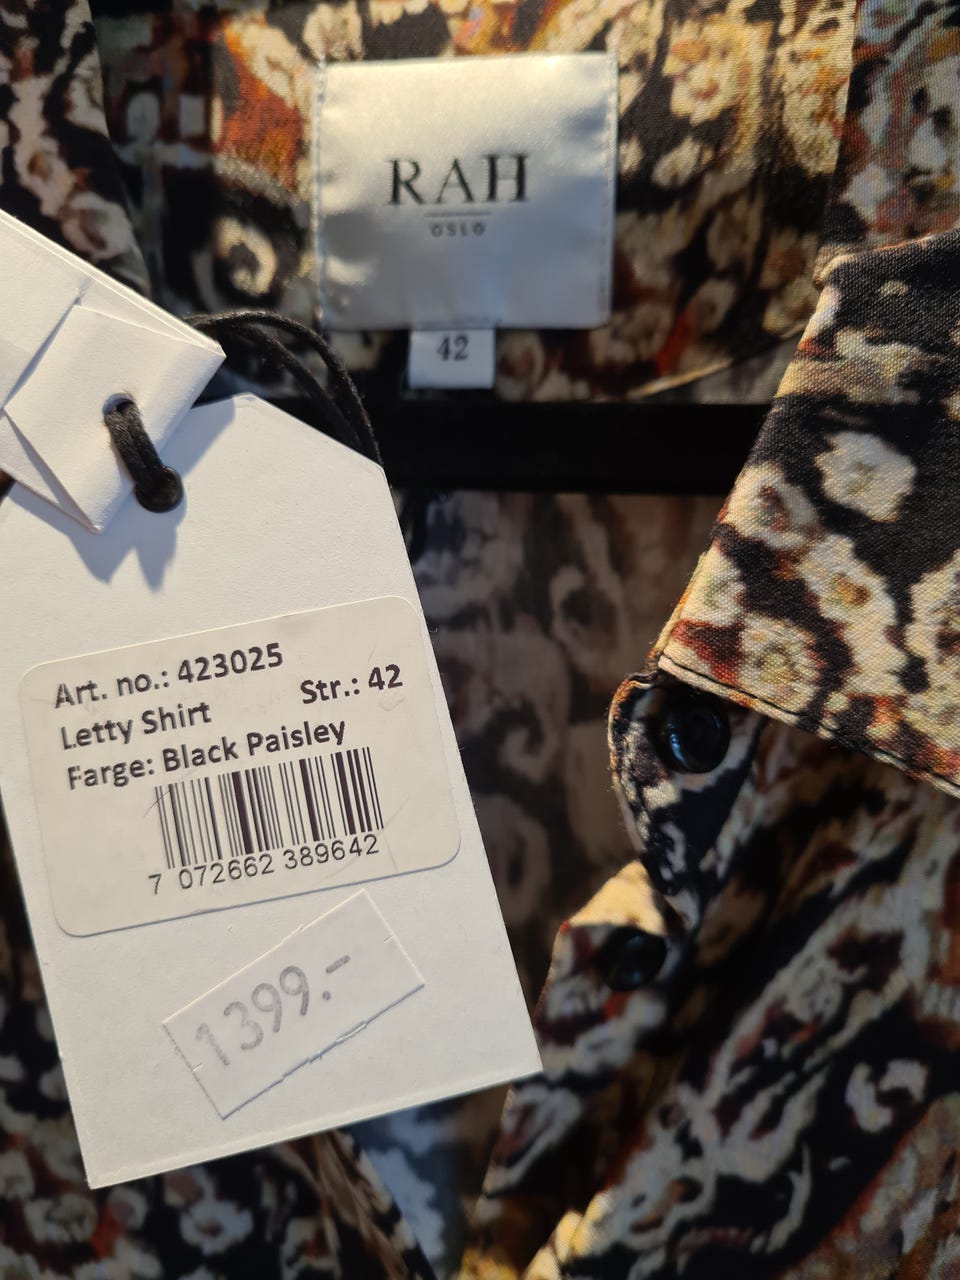 RAH
OSLO
42
Art. no.: 423025
Str.: 42
Letty Shirt
Farge: Black Paisley
7 072662 389642
1399.-